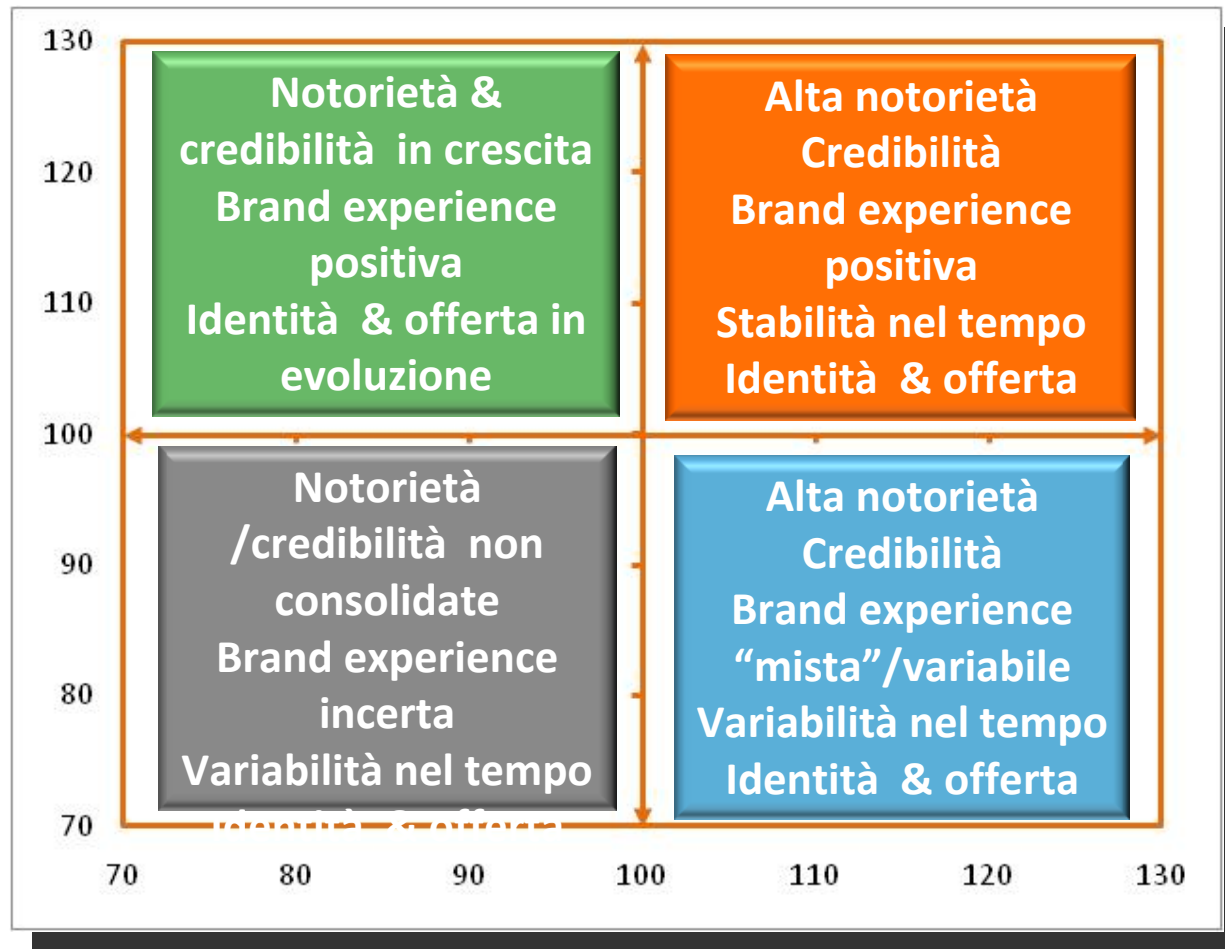 130
120
110
100
90
80
70
Notorietà &
credibilità in crescita
Brand experience
positiva
Identità & offerta in
evoluzione
Alta notorietà
Credibilità
Brand experience
positiva
Stabilità nel tempo
Identità & offerta
Notorietà
/credibilità non
consolidate
Brand experience
incerta
Variabilità nel tempo
Identità & offerta
Alta notorietà
Credibilità
Brand experience
“mista”/variabile
Variabilità nel tempo
Identità & offerta
70 80 90 100 110 120 130